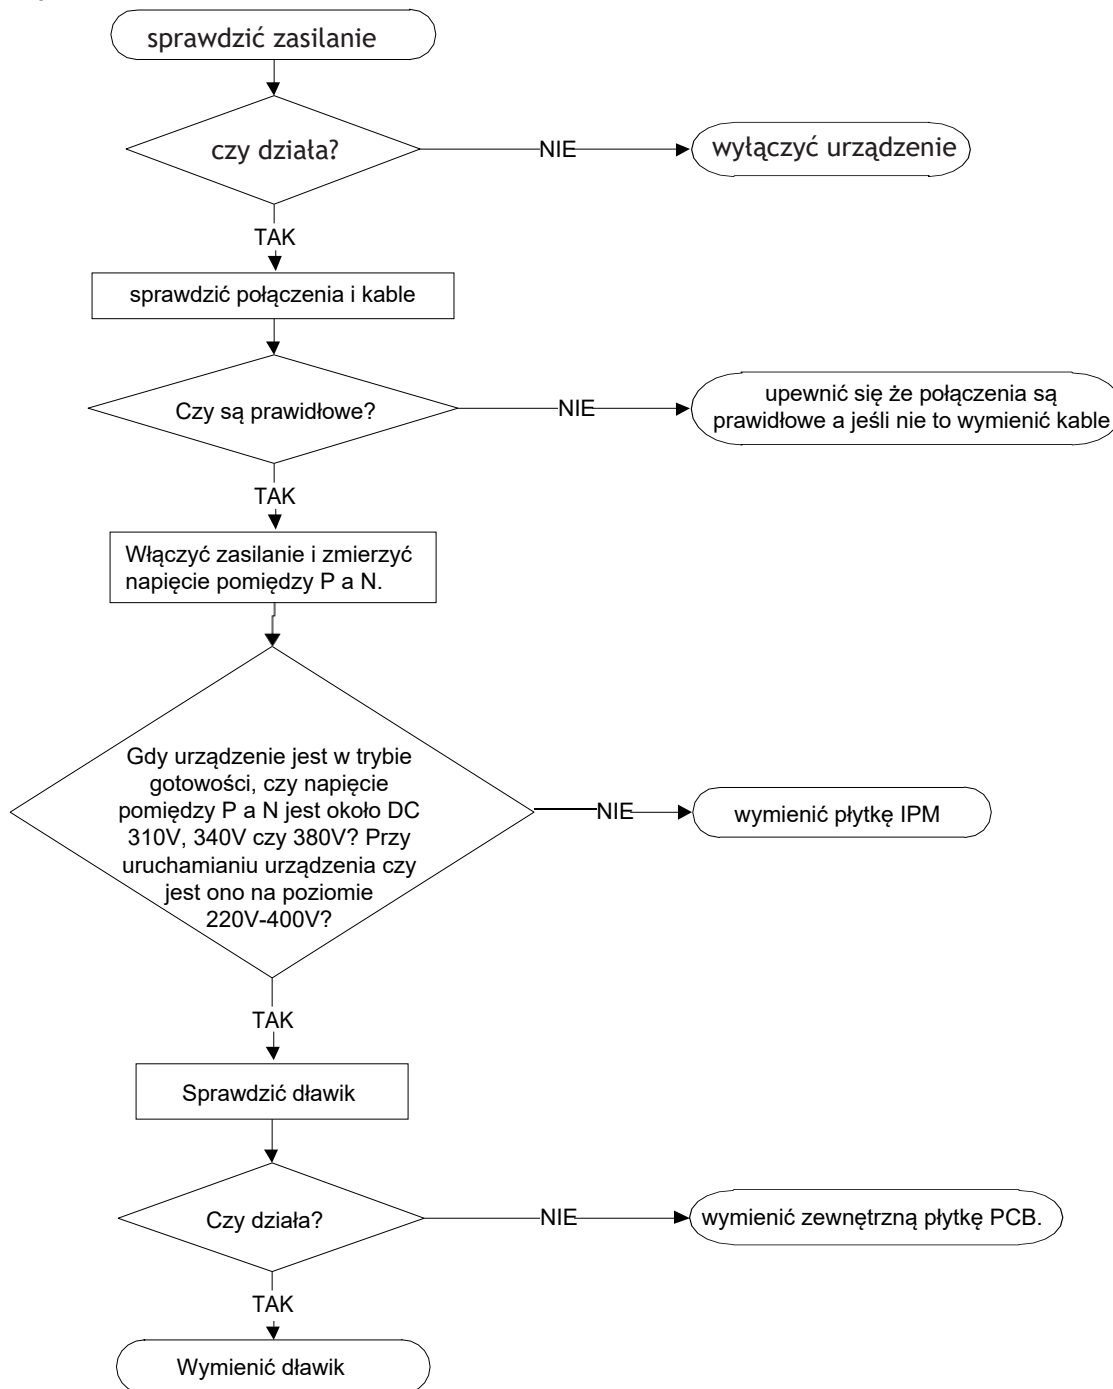 sprawdzić zasilanie
czy działa?
NIE
wyłączyć urządzenie
TAK
sprawdzić połączenia i kable
Czy są prawidłowe?
NIE
upewnić się że połączenia są
prawidłowe a jeśli nie to wymienić kable
TAK
Włączyć zasilanie i zmierzyć
napięcie pomiędzy P a N.
Gdy urządzenie jest w trybie
gotowości, czy napięcie
pomiędzy P a N jest około DC
310V, 340V czy 380V? Przy
uruchamianiu urządzenia czy
jest ono na poziomie
220V-400V?
NIE
wymienić płytkę IPM
TAK
Sprawdzić dławik
Czy działa?
NIE
wymienić zewnętrzną płytkę PCB.
TAK
Wymienić dławik